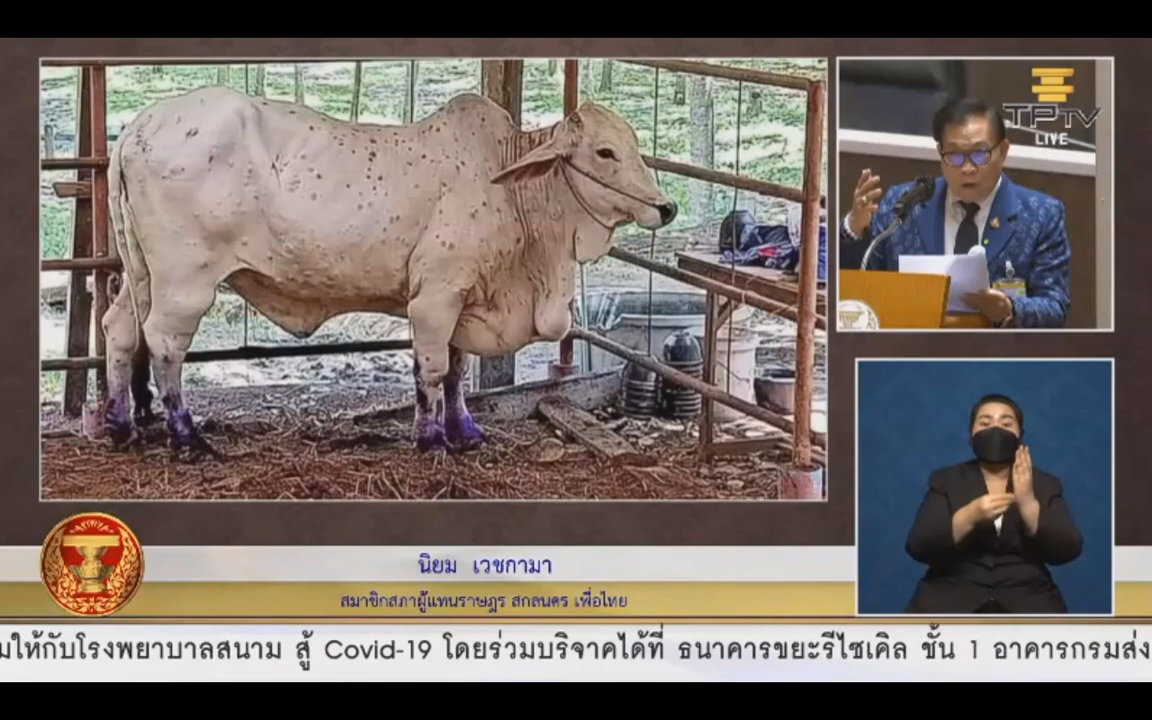 TPTV
LIVE
นิยม เวชกามา
สมาชิกสภาผู้แทนราษฎร สกลนคร เพื่อไทย
มให้กับโรงพยาบาลสนาม สู้ Covid-19 โดยร่วมบริจาคได้ที่ ธนาคารขยะรีไซเคิล ชั้น 1 อาคารกรมส่ง